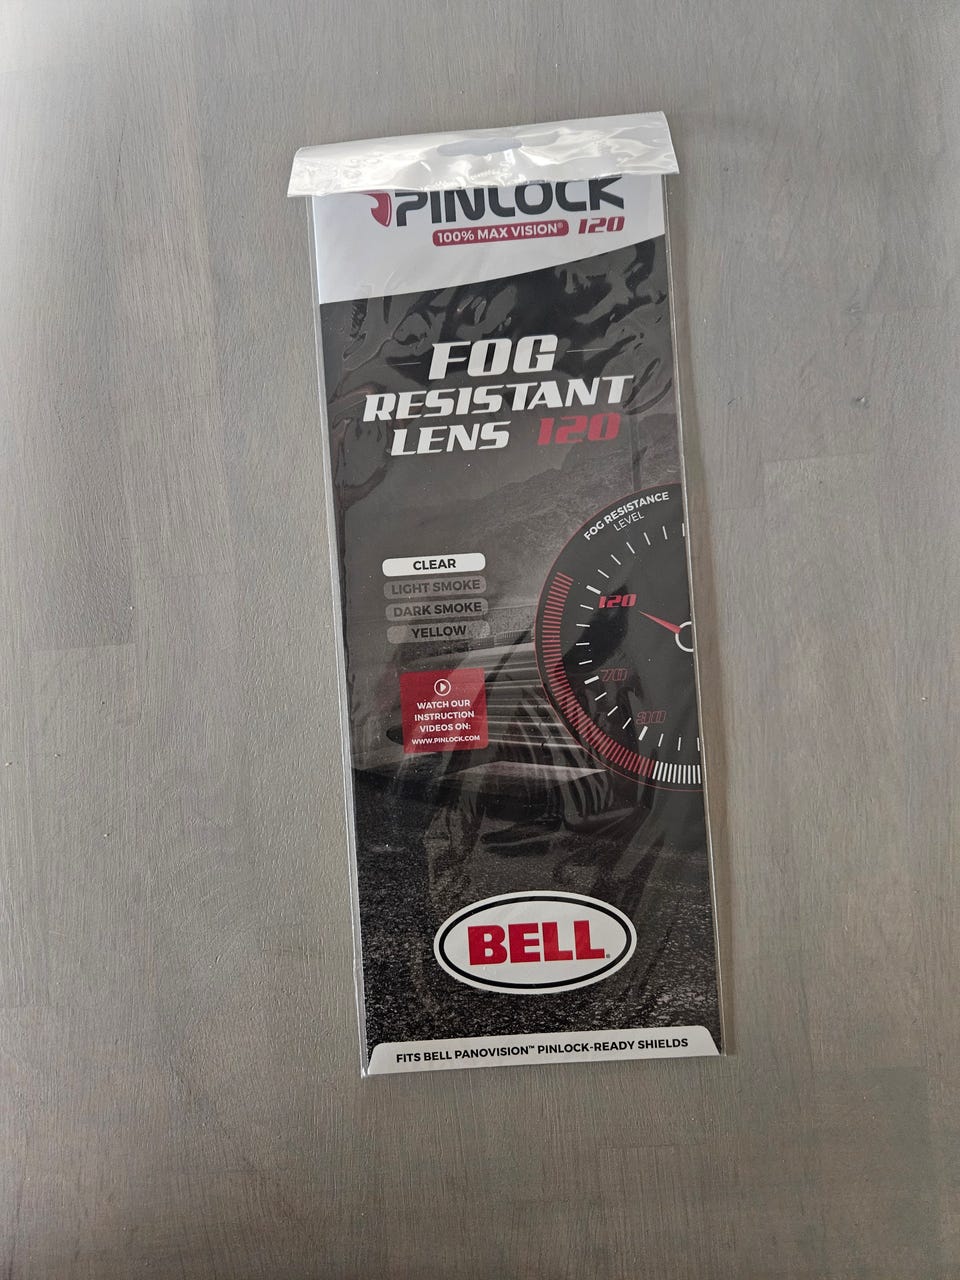 PINLOCK
100% MAX VISION® 120
FOG
RESISTANT
LENS 120
FOG RESISTANCE
LEVEL
CLEAR
LIGHT SMOKE
DARK SMOKE
YELLOW
120
70
30
WATCH OUR
INSTRUCTION
VIDEOS ON:
WWW.PINLOCK.COM
BELL
FITS BELL PANOVISION™ PINLOCK-READY SHIELDS